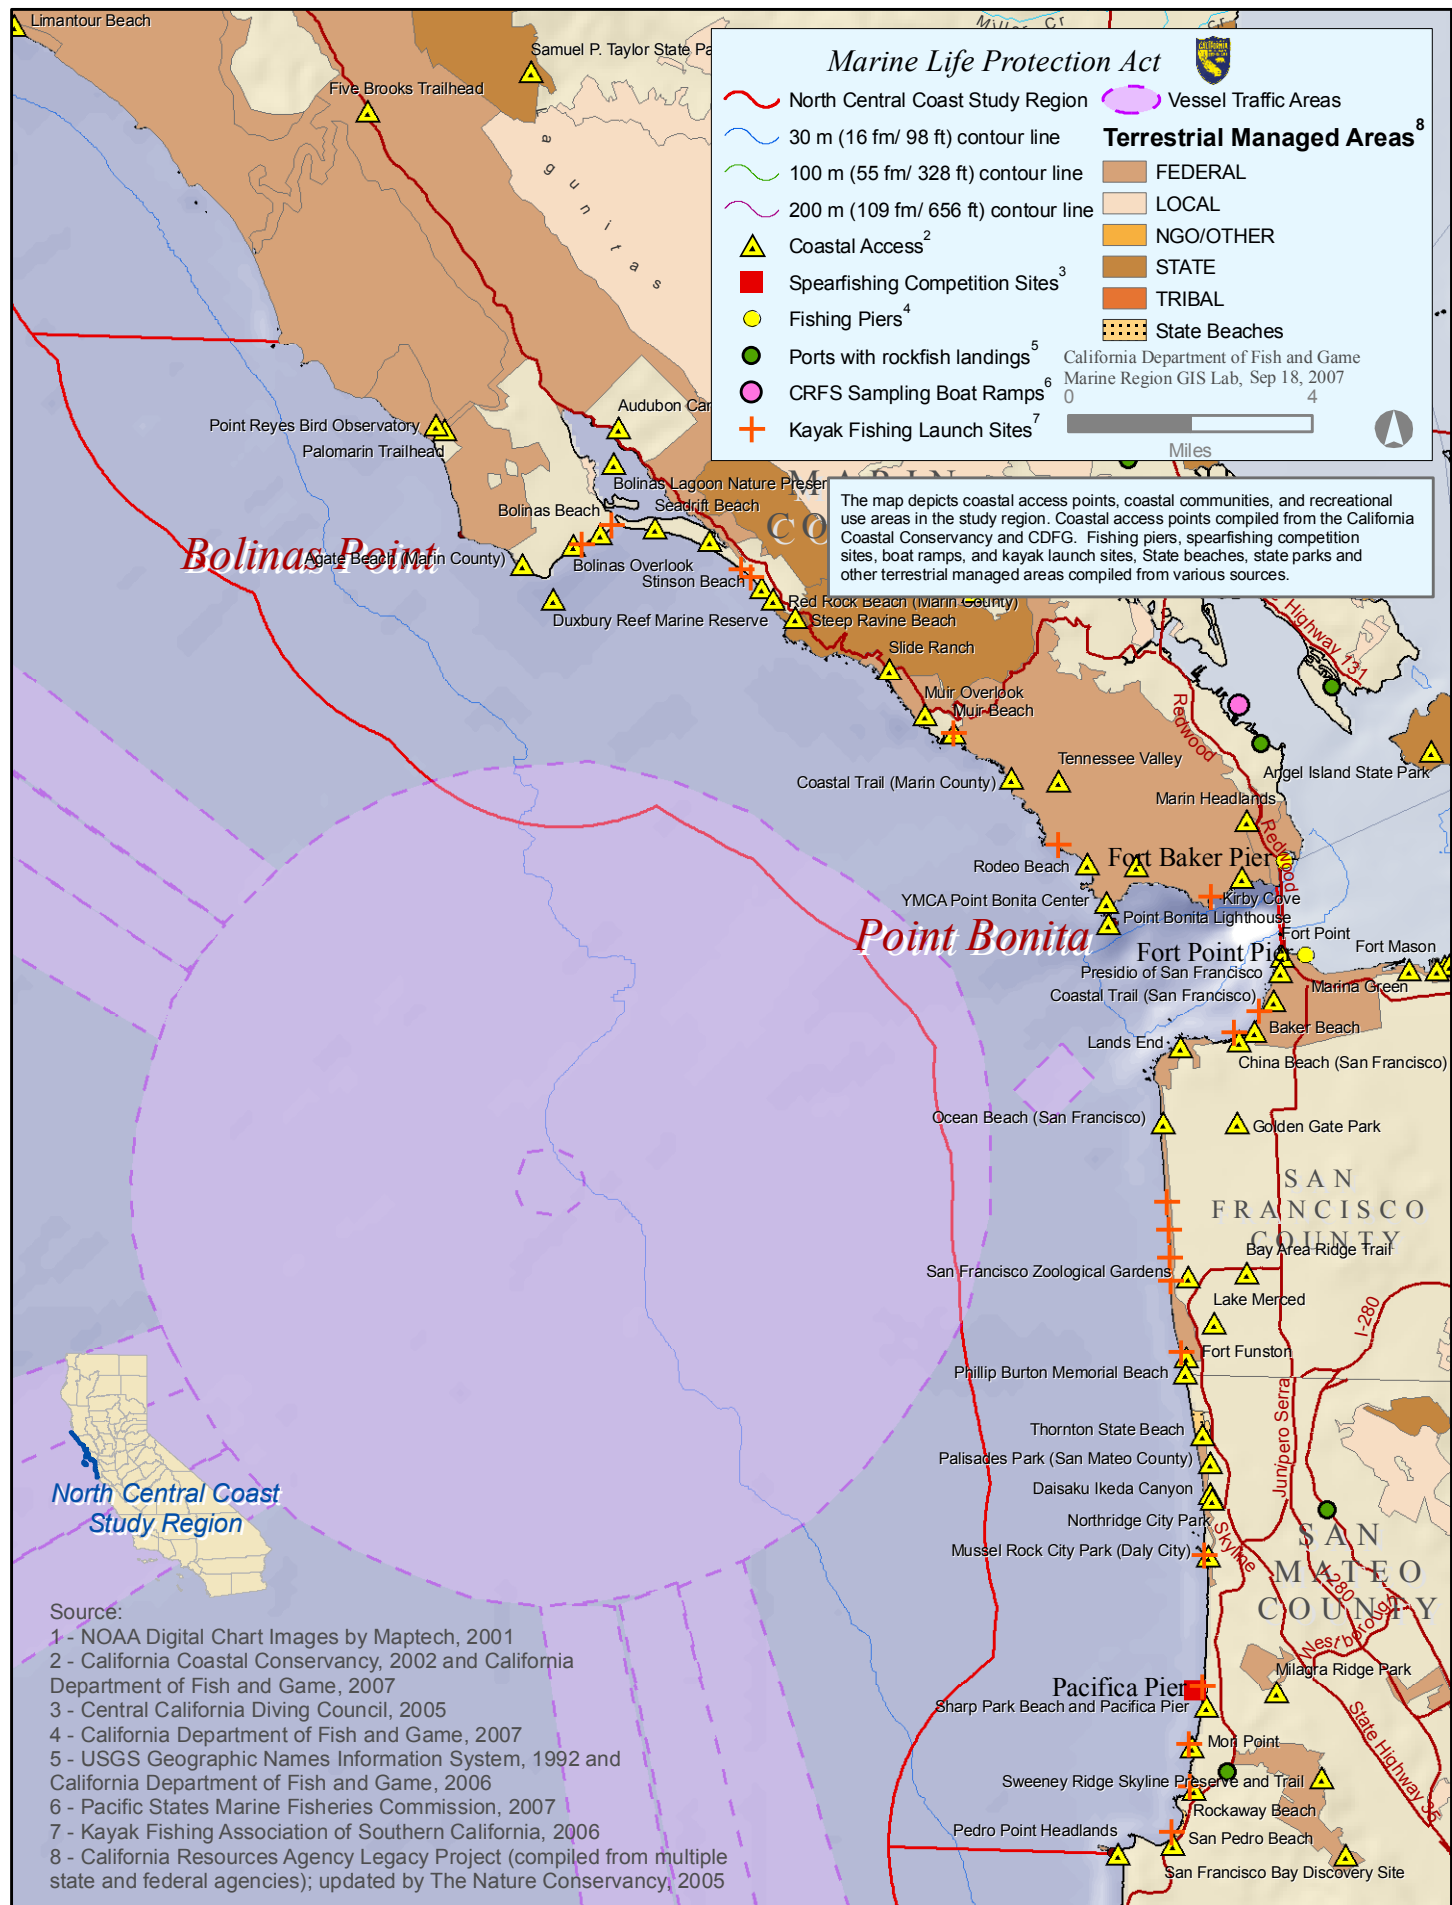 Limantour Beach
Miller Cr
Cr
Samuel P. Taylor State Pa
Five Brooks Trailhead
Lagunitas
Marine Life Protection Act
CALIFORNIA
North Central Coast Study Region
Vessel Traffic Areas
30 m (16 fm/ 98 ft) contour line
Terrestrial Managed Areas8
100 m (55 fm/ 328 ft) contour line
FEDERAL
200 m (109 fm/ 656 ft) contour line
LOCAL
Coastal Access2
NGO/OTHER
Spearfishing Competition Sites3
STATE
Fishing Piers4
TRIBAL
Ports with rockfish landings5
State Beaches
CRFS Sampling Boat Ramps6
Kayak Fishing Launch Sites7
California Department of Fish and Game
Marine Region GIS Lab, Sep 18, 2007
0 4
Miles
The map depicts coastal access points, coastal communities, and recreational
use areas in the study region. Coastal access points compiled from the California
Coastal Conservancy and CDFG. Fishing piers, spearfishing competition
sites, boat ramps, and kayak launch sites, State beaches, state parks and
other terrestrial managed areas compiled from various sources.
MARIN
CO
Audubon Can
Point Reyes Bird Observatory
Palomarin Trailhead
Bolinas Lagoon Nature Preser
Bolinas Beach
Seadrift Beach
Bolinas Point
Agate Beach (Marin County)
Bolinas Overlook
Stinson Beach
Red Rock Beach (Marin County)
Duxbury Reef Marine Reserve
Steep Ravine Beach
Highway 131
Slide Ranch
Muir Overlook
Muir Beach
Redwood
Tennessee Valley
Angel Island State Park
Coastal Trail (Marin County)
Marin Headlands
Redwood
Rodeo Beach
Fort Baker Pier
YMCA Point Bonita Center
Kirby Cove
Point Bonita Lighthouse
Point Bonita
Fort Point
Fort Point Pier
Fort Mason
Presidio of San Francisco
Marina Green
Coastal Trail (San Francisco)
Baker Beach
Lands End
China Beach (San Francisco)
Ocean Beach (San Francisco)
Golden Gate Park
SAN
FRANCISCO
COUNTY
Bay Area Ridge Trail
San Francisco Zoological Gardens
Lake Merced
I-280
Fort Funston
Phillip Burton Memorial Beach
Junipero Serra
Thornton State Beach
Palisades Park (San Mateo County)
Daisaku Ikeda Canyon
Northridge City Park
Skyline
Mussel Rock City Park (Daly City)
SAN
MATEO
COUNTY
I-280
Westborough
Milagra Ridge Park
Pacifica Pier
Sharp Park Beach and Pacifica Pier
State Highway 35
Mori Point
Sweeney Ridge Skyline Preserve and Trail
Rockaway Beach
Pedro Point Headlands
San Pedro Beach
San Francisco Bay Discovery Site
North Central Coast
Study Region
Source:
1 - NOAA Digital Chart Images by Maptech, 2001
2 - California Coastal Conservancy, 2002 and California
Department of Fish and Game, 2007
3 - Central California Diving Council, 2005
4 - California Department of Fish and Game, 2007
5 - USGS Geographic Names Information System, 1992 and
California Department of Fish and Game, 2006
6 - Pacific States Marine Fisheries Commission, 2007
7 - Kayak Fishing Association of Southern California, 2006
8 - California Resources Agency Legacy Project (compiled from multiple
state and federal agencies); updated by The Nature Conservancy, 2005